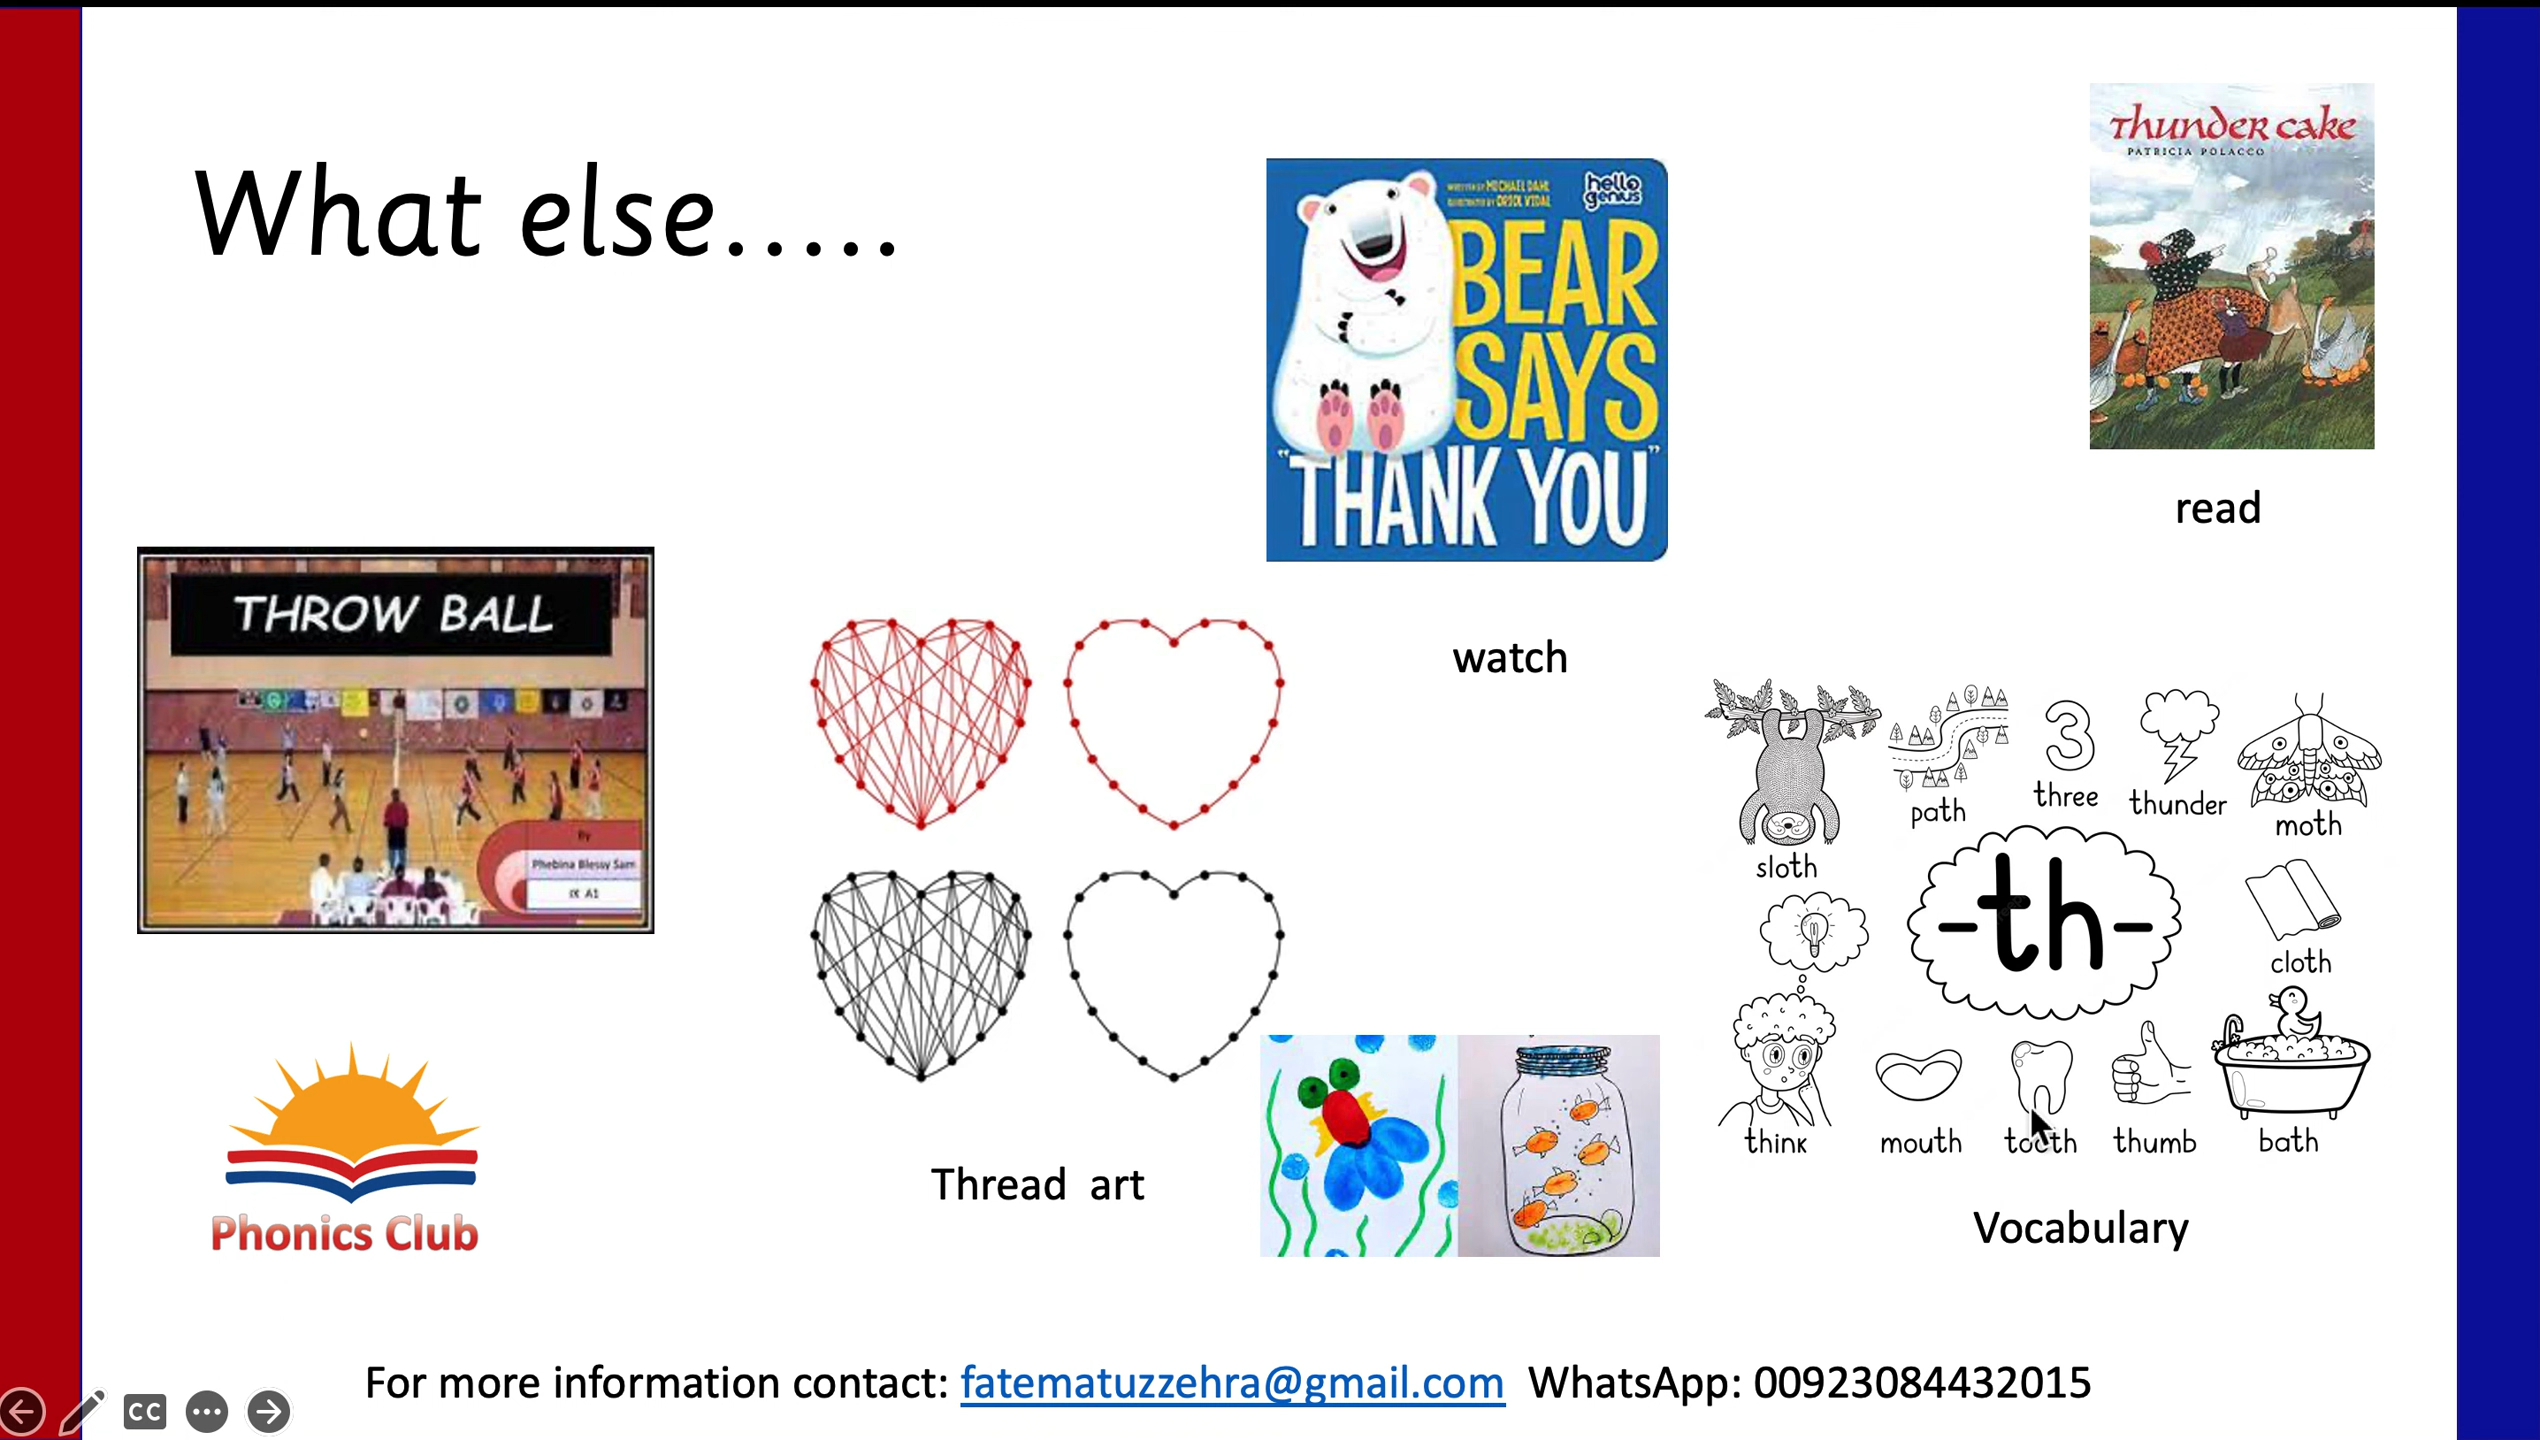 What else.....
WRITTEN BY MICHAEL DAHL
ILLUSTRATED BY ORIOL VIDAL
hello
genius
BEAR
SAYS
"THANK YOU"
watch
Thunder cake
PATRICIA POLACCO
read
THROW BALL
By
Phebina Blessy Sam
IX A1
Thread art
sloth
path
three
thunder
moth
-th-
cloth
think
mouth
tooth
thumb
bath
Vocabulary
Phonics Club
For more information contact: fatematuzzehra@gmail.com WhatsApp: 00923084432015
CC